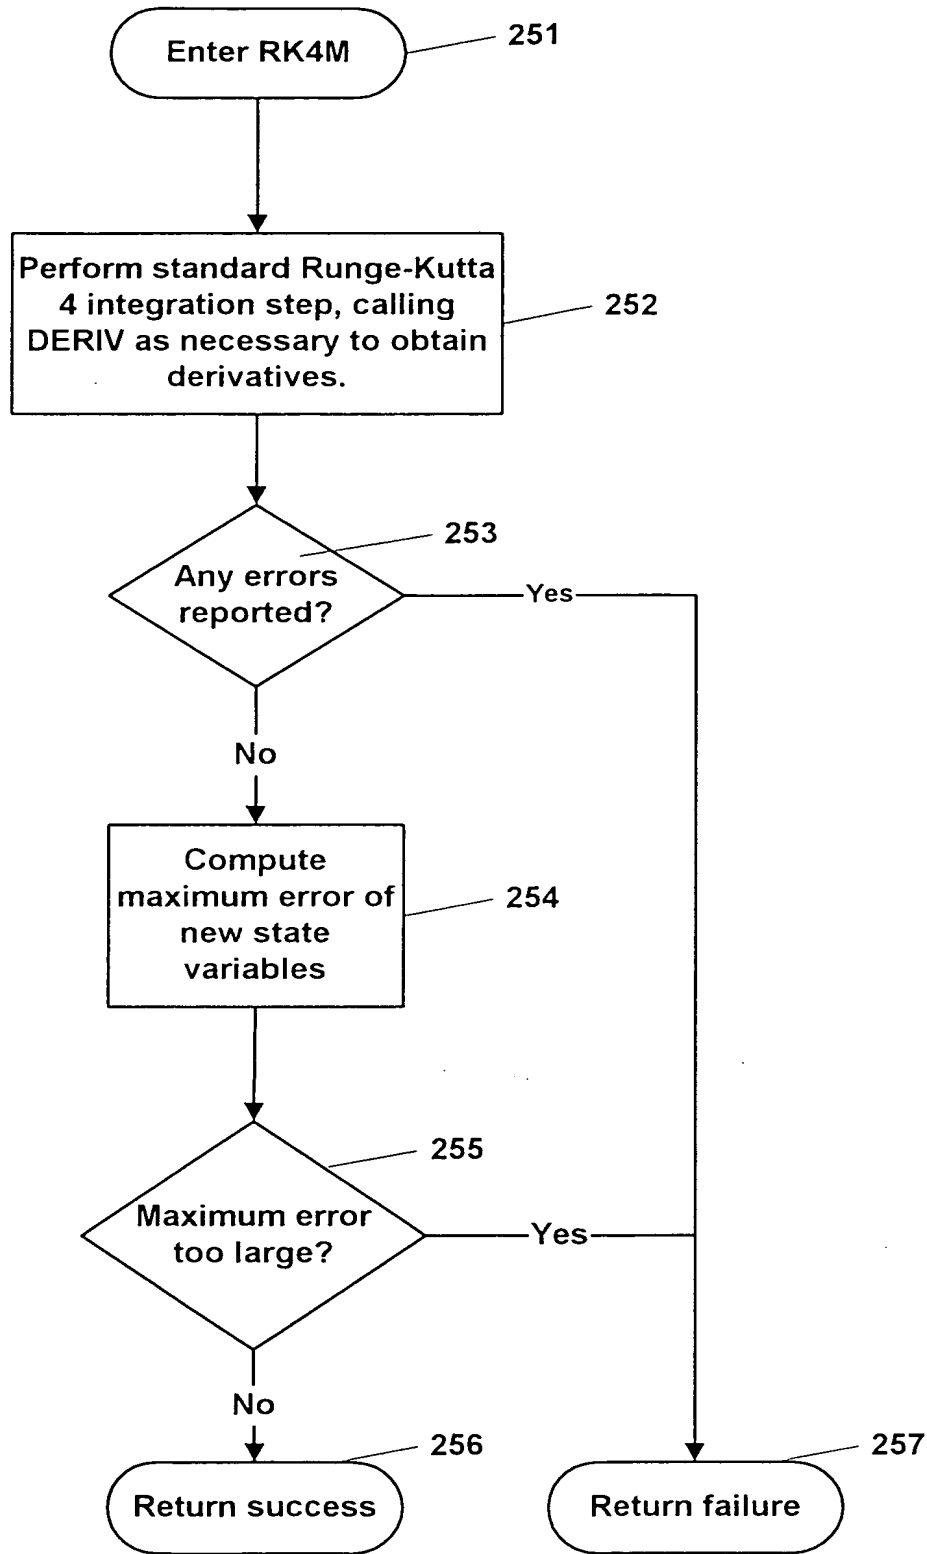 Enter RK4M
251
Perform standard Runge-Kutta
4 integration step, calling
DERIV as necessary to obtain
derivatives.
252
253
Any errors
reported?
Yes
No
Compute
maximum error of
new state
variables
254
255
Maximum error
too large?
Yes
No
256
257
Return success
Return failure